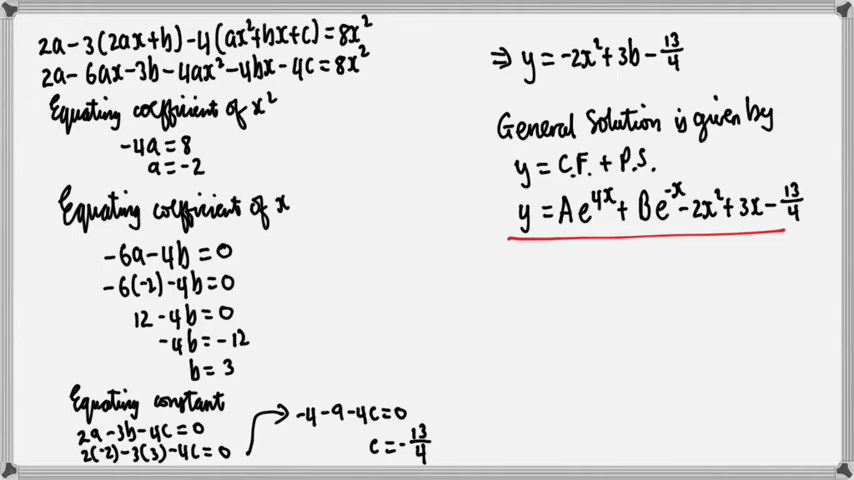 2a-3(2ax+b)-4(ax²+bx+c)=8x²
2a-6ax-3b-4ax²-4bx-4c=8x²
Equating coefficient of x²
-4a=8
a=-2
Equating coefficient of x
-6a-4b=0
-6(-2)-4b=0
12-4b=0
-4b=-12
b=3
Equating constant
2a-3b-4c=0
2(-2)-3(3)-4c=0
-4-9-4c=0
c=-13/4
⇒ y=-2x²+3b-13/4
General Solution is given by
y=C.F.+P.S.
y=Ae^{4x}+Be^{-x}-2x²+3x-13/4